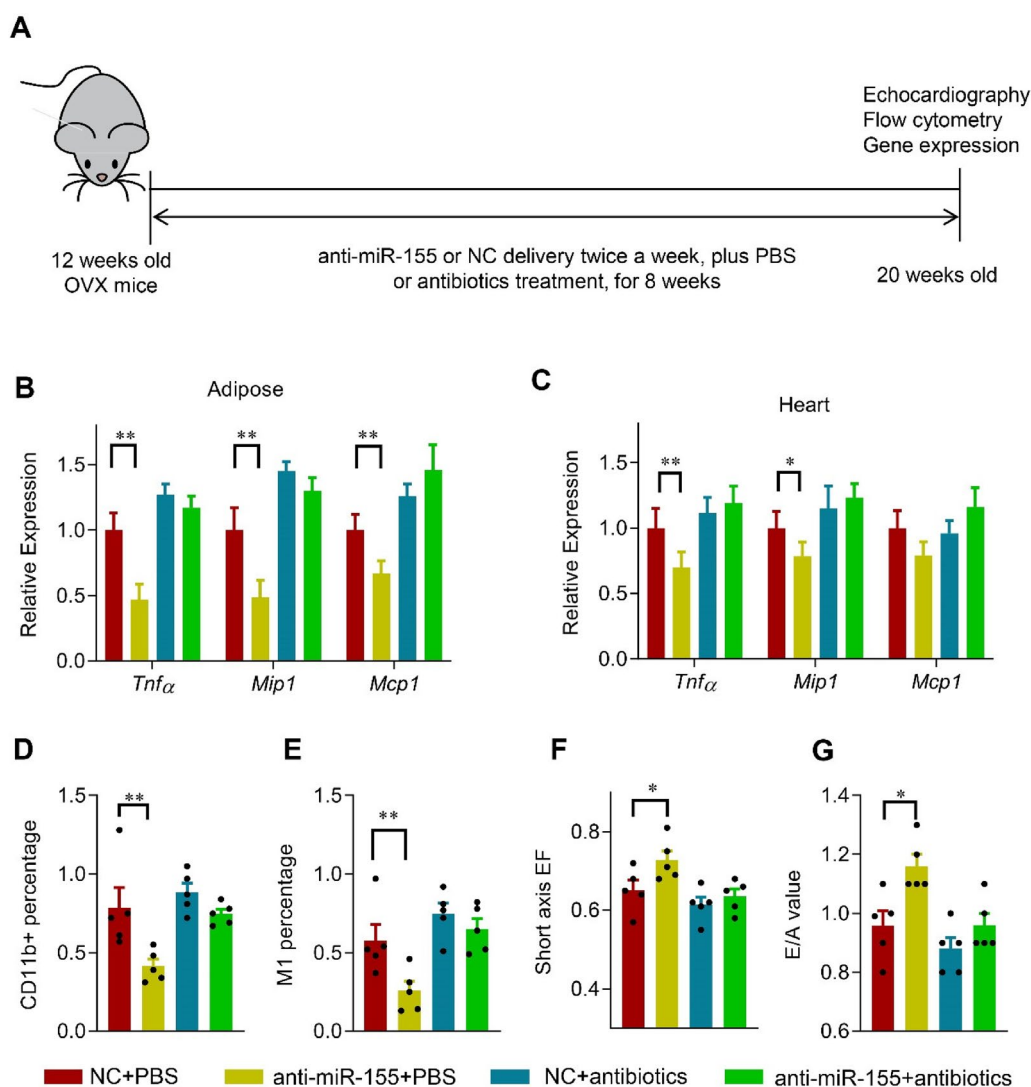 A
Echocardiography
Flow cytometry
Gene expression
12 weeks old
OVX mice
anti-miR-155 or NC delivery twice a week, plus PBS
or antibiotics treatment, for 8 weeks
20 weeks old
B
Adipose
Relative Expression
1.5
1.0
0.5
0.0
** ** **
Tnfα Mip1 Mcp1
C
Heart
Relative Expression
1.5
1.0
0.5
0.0
** *
Tnfα Mip1 Mcp1
D
CD11b+ percentage
1.5
1.0
0.5
0.0
**
E
M1 percentage
1.5
1.0
0.5
0.0
**
F
Short axis EF
0.8
0.6
0.4
*
G
E/A value
1.4
1.2
1.0
0.8
0.6
*
NC+PBS anti-miR-155+PBS NC+antibiotics anti-miR-155+antibiotics